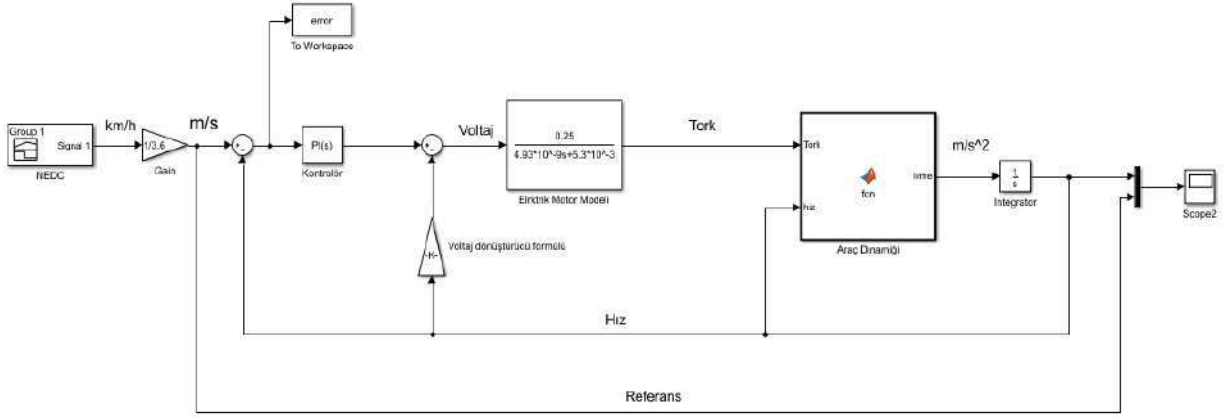 error
To Workspace
km/h
m/s
Group 1
Signal 1
NEDC
1/3.6
Gain
PI(s)
Kontrolör
Voltaj
0.25
4.93*10^-9s+5.3*10^-3
Elrktrik Motor Modeli
Tork
Tork
hız
fcn
ivme
Araç Dinamiği
m/s^2
1
s
Integrator
Scope2
-K-
Voltaj dönüştürücü formülü
Hız
Referans